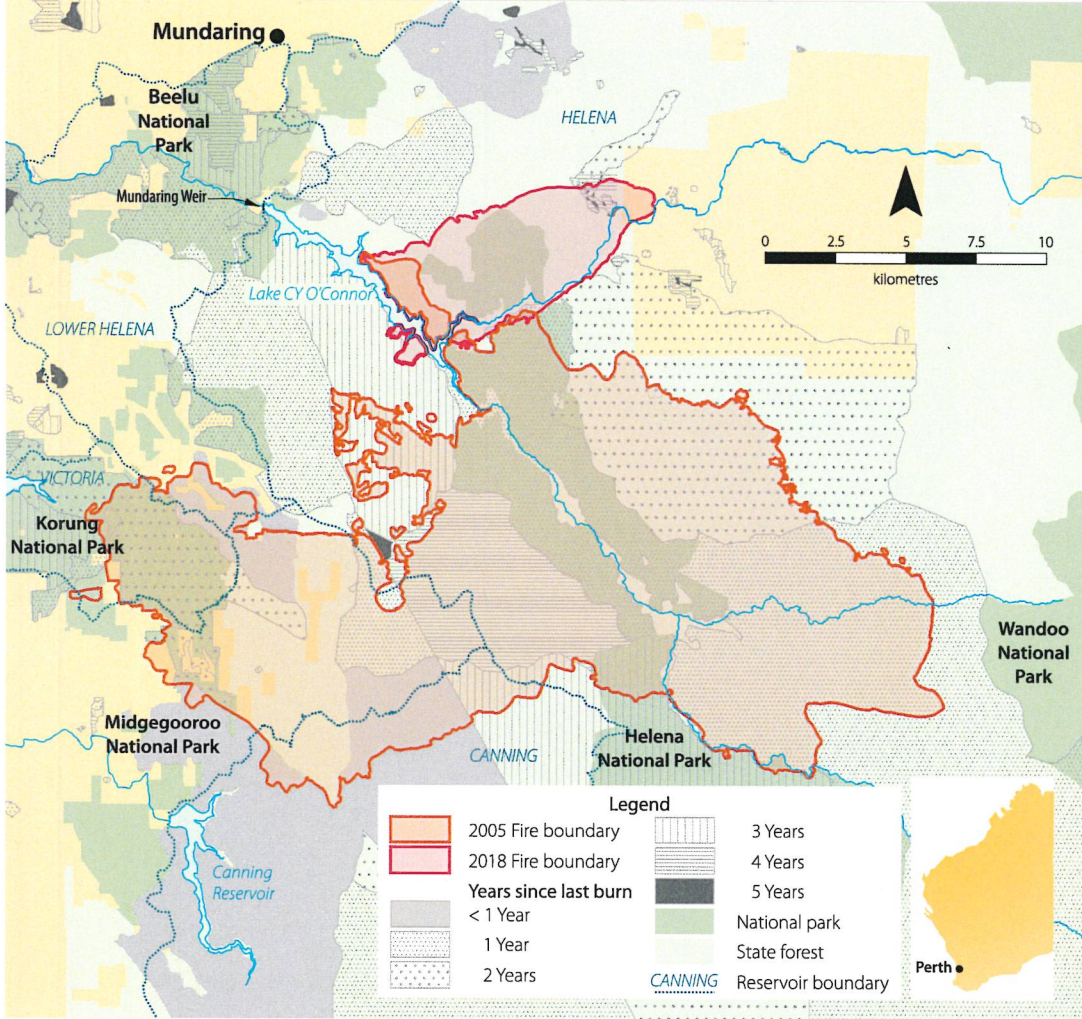 Mundaring
Beelu
National
Park
HELENA
Mundaring Weir
0 2.5 5 7.5 10
kilometres
Lake CY O'Connor
LOWER HELENA
VICTORIA
Korung
National Park
Wandoo
National
Park
Midgegooroo
National Park
CANNING
Helena
National Park
Canning
Reservoir
Legend
2005 Fire boundary
2018 Fire boundary
Years since last burn
< 1 Year
1 Year
2 Years
3 Years
4 Years
5 Years
National park
State forest
CANNING Reservoir boundary
Perth